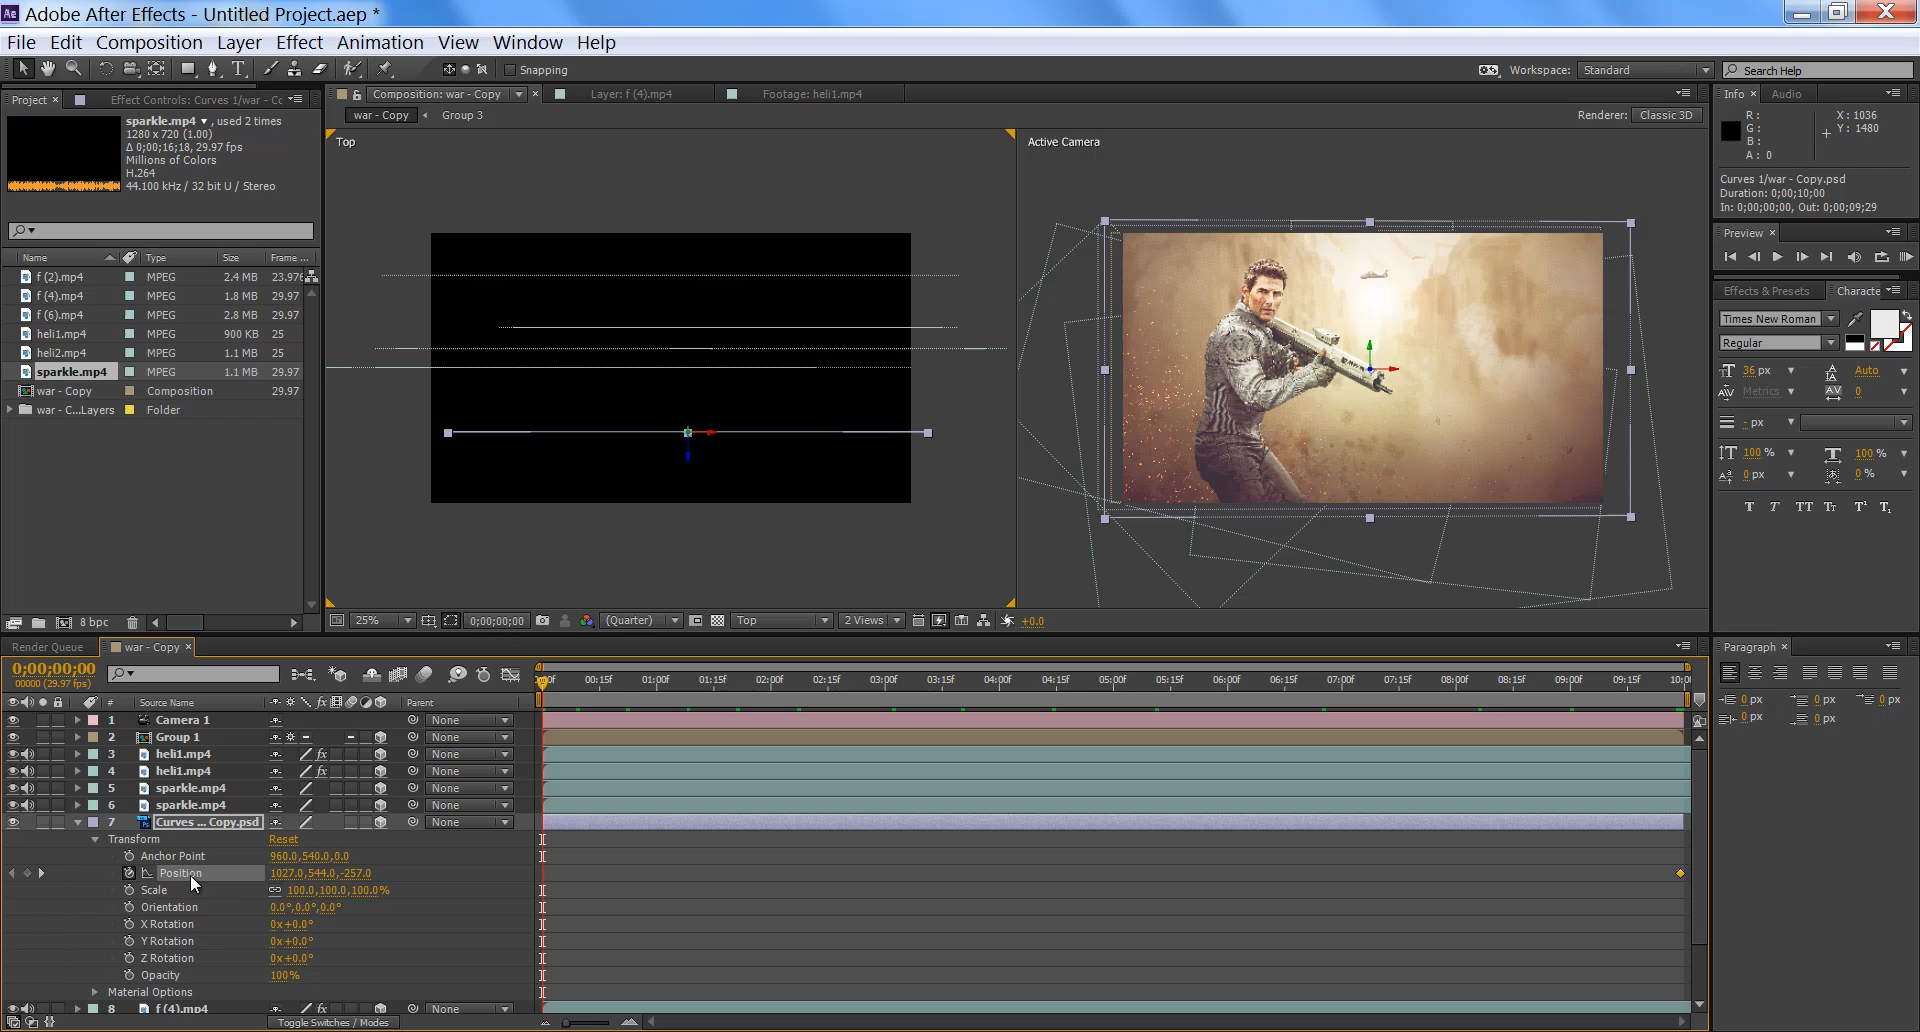 Adobe After Effects - Untitled Project.aep *
File Edit Composition Layer Effect Animation View Window Help
Snapping
Workspace: Standard
Search Help
Project × Effect Controls: Curves 1/war - Cc
sparkle.mp4 ▼ , used 2 times
1280 x 720 (1.00)
Δ 0;00;16;18, 29.97 fps
Millions of Colors
H.264
44.100 kHz / 32 bit U / Stereo
Name Type Size Frame ...
f (2).mp4 MPEG 2.4 MB 23.976
f (4).mp4 MPEG 1.8 MB 29.97
f (6).mp4 MPEG 2.8 MB 29.97
heli1.mp4 MPEG 900 KB 25
heli2.mp4 MPEG 1.1 MB 25
sparkle.mp4 MPEG 1.1 MB 29.97
war - Copy Composition 29.97
war - C...Layers Folder
8 bpc
Composition: war - Copy Layer: f (4).mp4 Footage: heli1.mp4
war - Copy Group 3
Renderer: Classic 3D
Top
Active Camera
25% 0;00;00;00 (Quarter) Top 2 Views +0.0
Info × Audio
R: X: 1036
G: Y: 1480
B:
A: 0
Curves 1/war - Copy.psd
Duration: 0;00;10;00
In: 0;00;00;00, Out: 0;00;09;29
Preview ×
Effects & Presets Characte
Times New Roman
Regular
36 px Auto
Metrics 0
- px
100 % 100 %
0 px 0 %
T T TT Tt T¹ T₁
Render Queue war - Copy ×
0;00;00;00
00000 (29.97 fps)
00f 00:15f 01:00f 01:15f 02:00f 02:15f 03:00f 03:15f 04:00f 04:15f 05:00f 05:15f 06:00f 06:15f 07:00f 07:15f 08:00f 08:15f 09:00f 09:15f 10:00
# Source Name Parent
1 Camera 1 None
2 Group 1 None
3 heli1.mp4 fx None
4 heli1.mp4 fx None
5 sparkle.mp4 None
6 sparkle.mp4 None
7 Curves ... Copy.psd None
Transform Reset
Anchor Point 960.0,540.0,0.0
Position 1027.0,544.0,-257.0
Scale 100.0,100.0,100.0%
Orientation 0.0°,0.0°,0.0°
X Rotation 0x+0.0°
Y Rotation 0x+0.0°
Z Rotation 0x+0.0°
Opacity 100%
Material Options
8 f (4).mp4 fx None
Toggle Switches / Modes
Paragraph ×
0 px 0 px 0 px
0 px 0 px